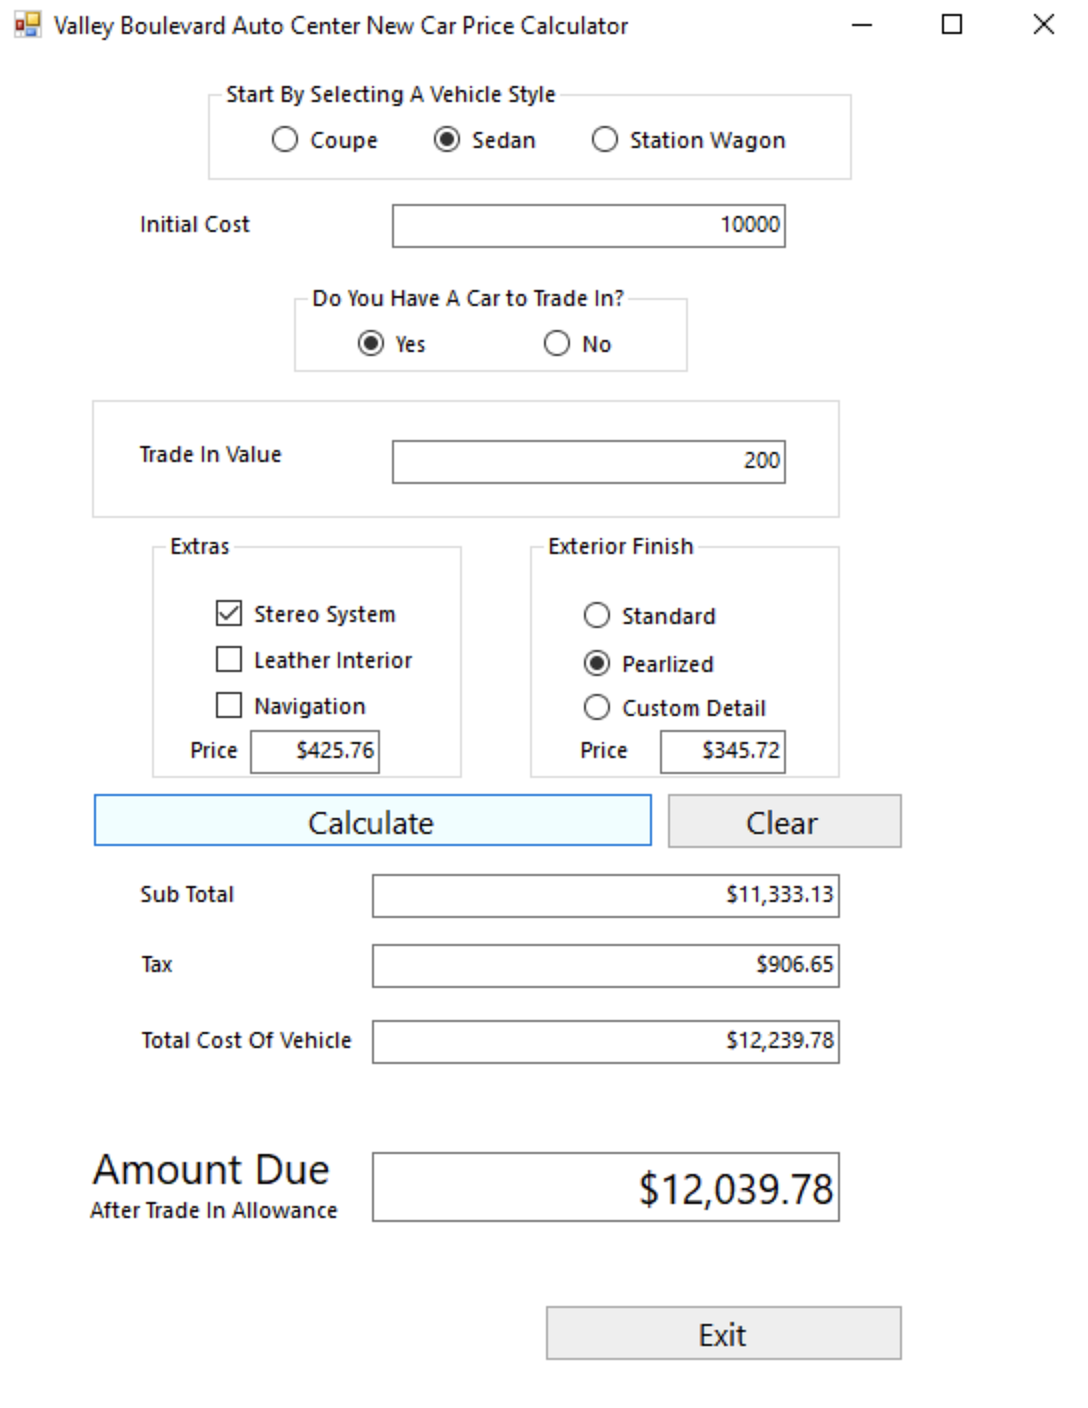 Valley Boulevard Auto Center New Car Price Calculator
Start By Selecting A Vehicle Style
Coupe Sedan Station Wagon
Initial Cost 10000
Do You Have A Car to Trade In?
Yes No
Trade In Value 200
Extras
Stereo System
Leather Interior
Navigation
Price $425.76
Exterior Finish
Standard
Pearlized
Custom Detail
Price $345.72
Calculate Clear
Sub Total $11,333.13
Tax $906.65
Total Cost Of Vehicle $12,239.78
Amount Due $12,039.78
After Trade In Allowance
Exit